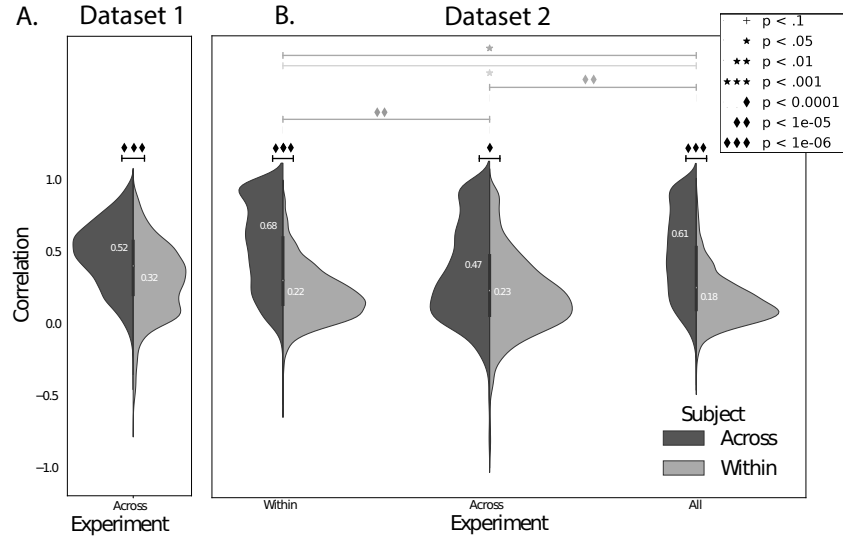 A.
Dataset 1
B.
Dataset 2
p < .1
p < .05
p < .01
p < .001
p < 0.0001
p < 1e-05
p < 1e-06
1.0
0.5
0.0
−0.5
−1.0
Correlation
0.52
0.32
0.68
0.22
0.47
0.23
0.61
0.18
Subject
Across
Within
Across
Experiment
Within
Across
All
Experiment